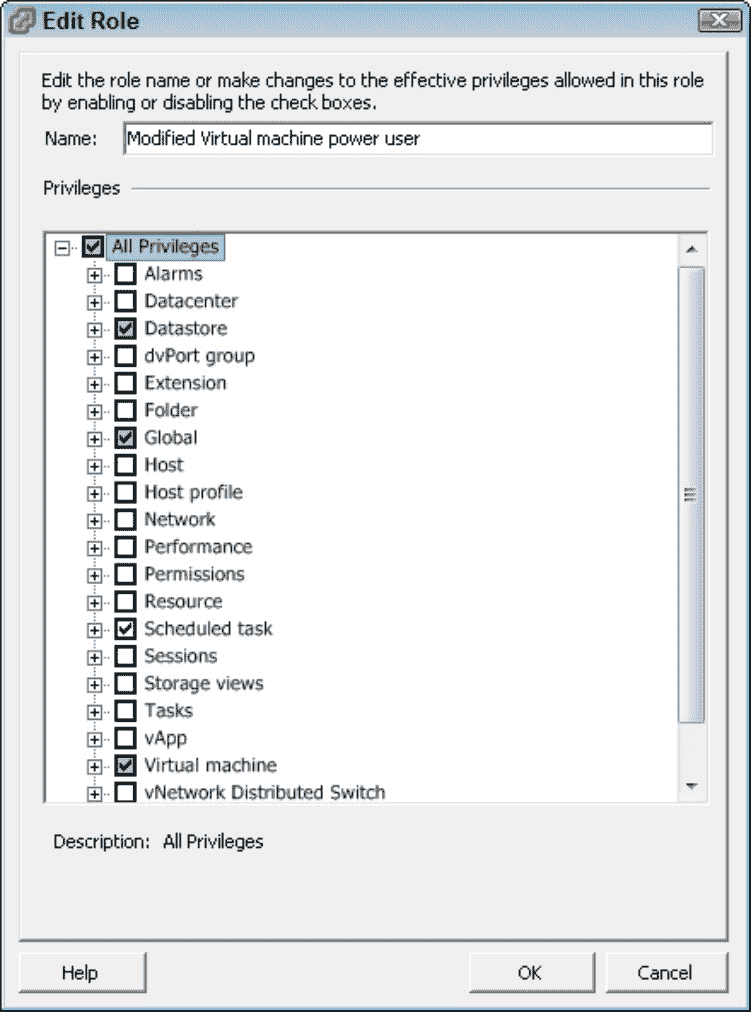 Edit Role
Edit the role name or make changes to the effective privileges allowed in this role
by enabling or disabling the check boxes.
Name: Modified Virtual machine power user
Privileges
All Privileges
Alarms
Datacenter
Datastore
dvPort group
Extension
Folder
Global
Host
Host profile
Network
Performance
Permissions
Resource
Scheduled task
Sessions
Storage views
Tasks
vApp
Virtual machine
vNetwork Distributed Switch
Description: All Privileges
Help OK Cancel